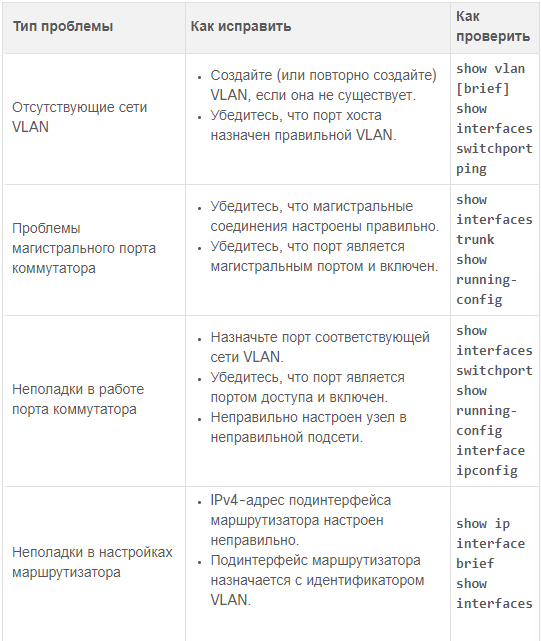 Тип проблемы
Как исправить
Как
проверить
Отсутствующие сети
VLAN
Создайте (или повторно создайте)
VLAN, если она не существует.
Убедитесь, что порт хоста
назначен правильной VLAN.
show vlan
[brief]
show
interfaces
switchport
ping
Проблемы
магистрального порта
коммутатора
Убедитесь, что магистральные
соединения настроены правильно.
Убедитесь, что порт является
магистральным портом и включен.
show
interfaces
trunk
show
running-
config
Неполадки в работе
порта коммутатора
Назначьте порт соответствующей
сети VLAN.
Убедитесь, что порт является
портом доступа и включен.
Неправильно настроен узел в
неправильной подсети.
show
interfaces
switchport
show
running-
config
interface
ipconfig
Неполадки в настройках
маршрутизатора
IPv4-адрес подинтерфейса
маршрутизатора настроен
неправильно.
Подинтерфейс маршрутизатора
назначается с идентификатором
VLAN.
show ip
interface
brief
show
interfaces